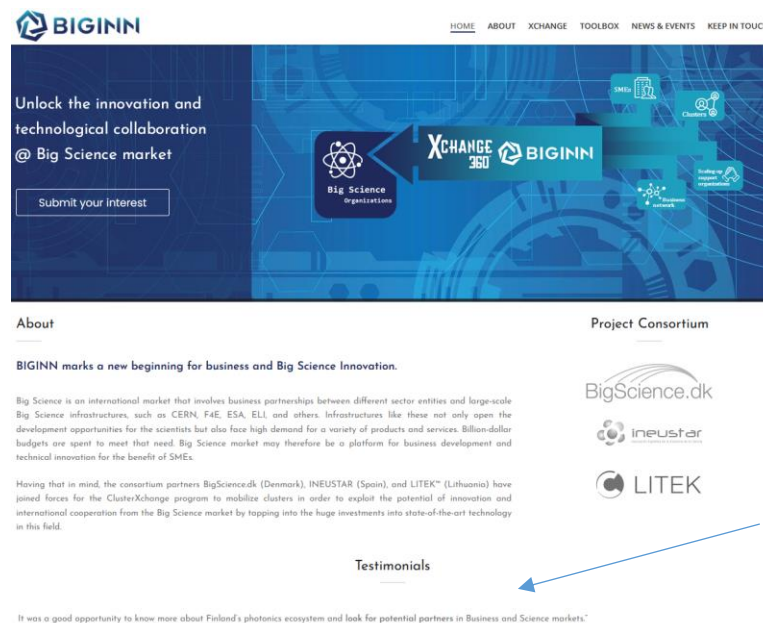 BIGINN
HOME ABOUT XCHANGE TOOLBOX NEWS & EVENTS KEEP IN TOUC
Unlock the innovation and
technological collaboration
@ Big Science market
Submit your interest
Big Science
Organizations
XCHANGE
360°
BIGINN
SMEs
Clusters
Scaling up
support
organizations
Business
network
About
BIGINN marks a new beginning for business and Big Science Innovation.
Big Science is an international market that involves business partnerships between different sector entities and large-scale
Big Science infrastructures, such as CERN, F4E, ESA, ELI, and others. Infrastructures like these not only open the
development opportunities for the scientists but also face high demand for a variety of products and services. Billion-dollar
budgets are spent to meet that need. Big Science market may therefore be a platform for business development and
technical innovation for the benefit of SMEs.
Having that in mind, the consortium partners BigScience.dk (Denmark), INEUSTAR (Spain), and LITEK™ (Lithuania) have
joined forces for the ClusterXchange program to mobilize clusters in order to exploit the potential of innovation and
international cooperation from the Big Science market by tapping into the huge investments into state-of-the-art technology
in this field.
Project Consortium
BigScience.dk
ineustar
LITEK
Testimonials
It was a good opportunity to know more about Finland's photonics ecosystem and look for potential partners in Business and Science markets."